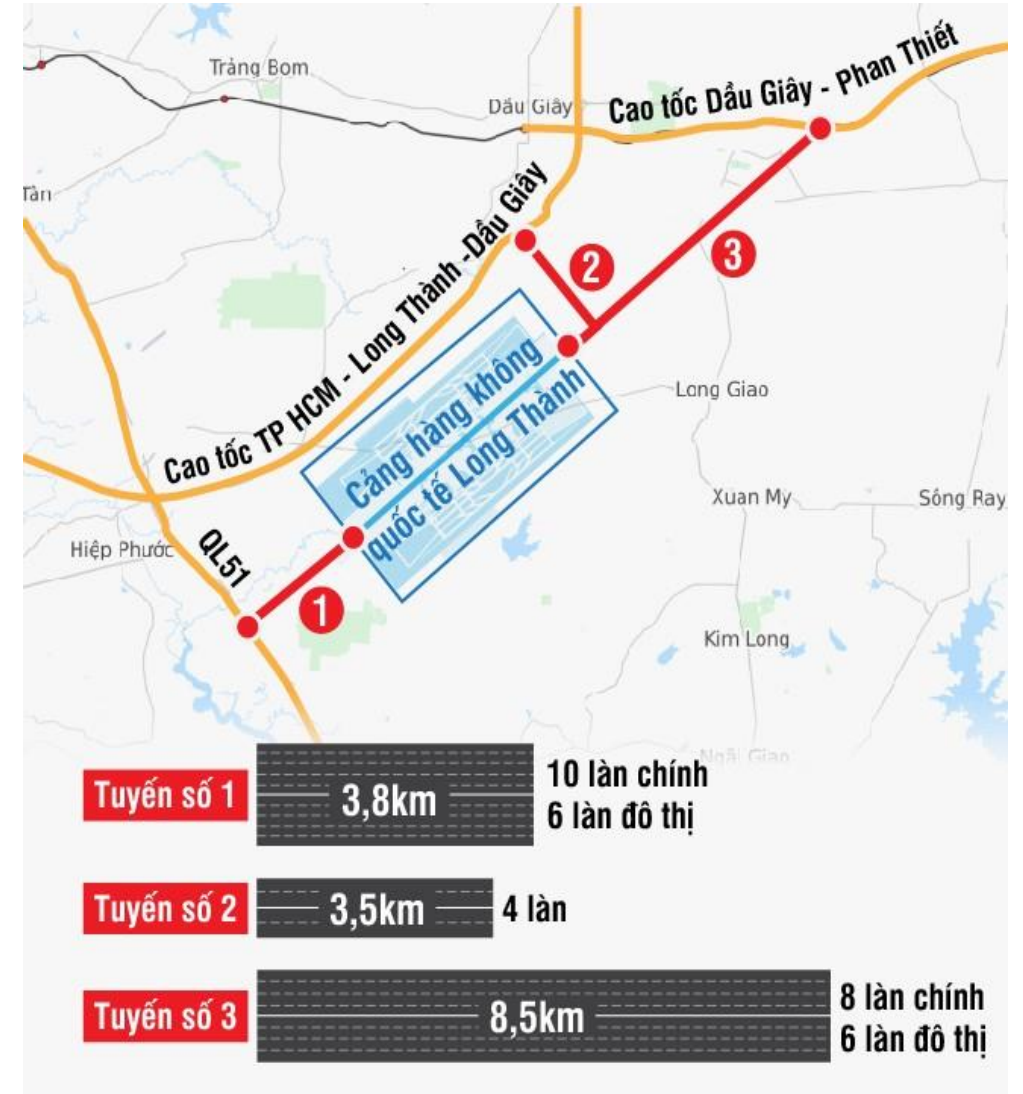 Trảng Bom
Dầu Giây
Cao tốc Dầu Giây - Phan Thiết
Tân
Cao tốc TP HCM - Long Thành -Dầu Giây
2
3
Cảng hàng không
quốc tế Long Thành
Long Giao
Xuan My
Sông Ray
Hiệp Phước
QL51
1
Kim Long
Ngãi Giao
Tuyến số 1
3,8km
10 làn chính
6 làn đô thị
Tuyến số 2
3,5km
4 làn
Tuyến số 3
8,5km
8 làn chính
6 làn đô thị